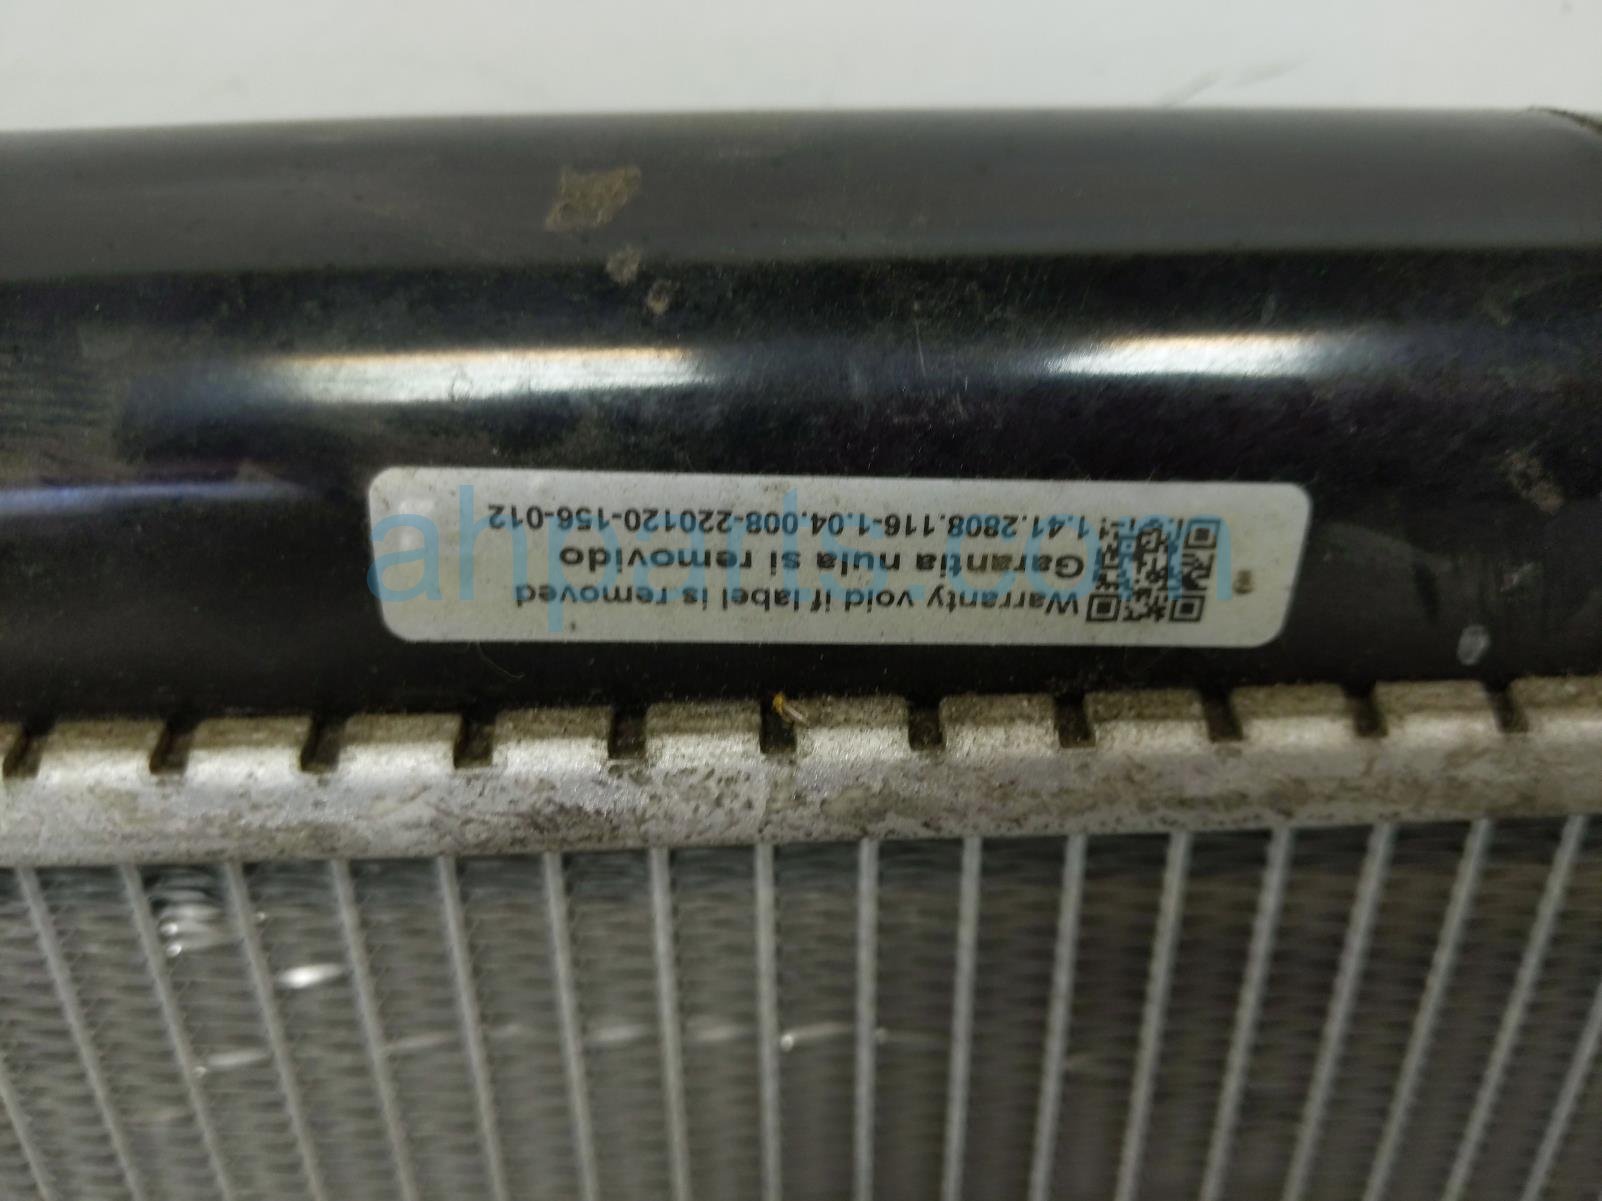 Warranty void if label is removed
Garantia nula si removido
1.41.2808.116-1.04.008-220120-156-012
ahparts.com